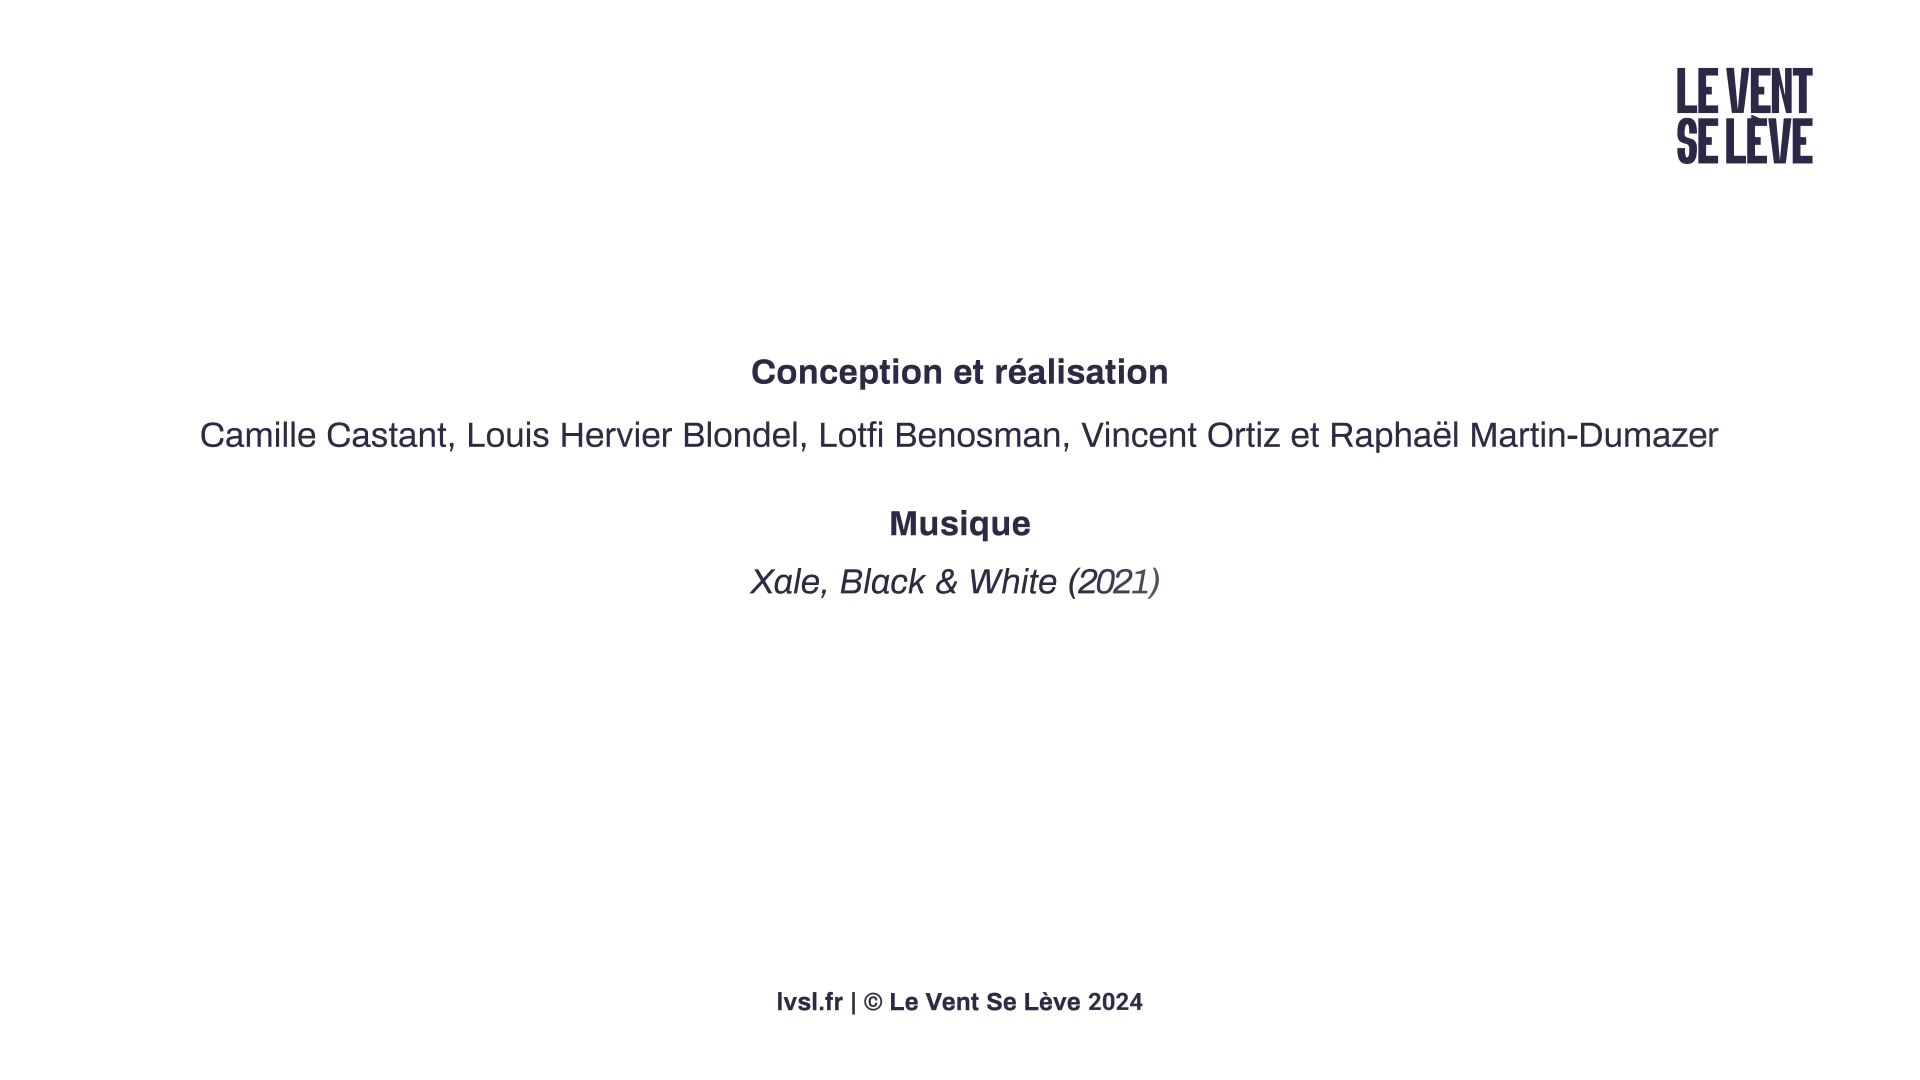 LE VENT
SE LÈVE
Conception et réalisation
Camille Castant, Louis Hervier Blondel, Lotfi Benosman, Vincent Ortiz et Raphaël Martin-Dumazer
Musique
Xale, Black & White (2021)
lvsl.fr | © Le Vent Se Lève 2024